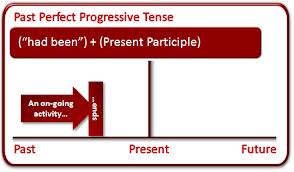 Past Perfect Progressive Tense
("had been") + (Present Participle)
An on-going
activity...
...ends
Past
Present
Future